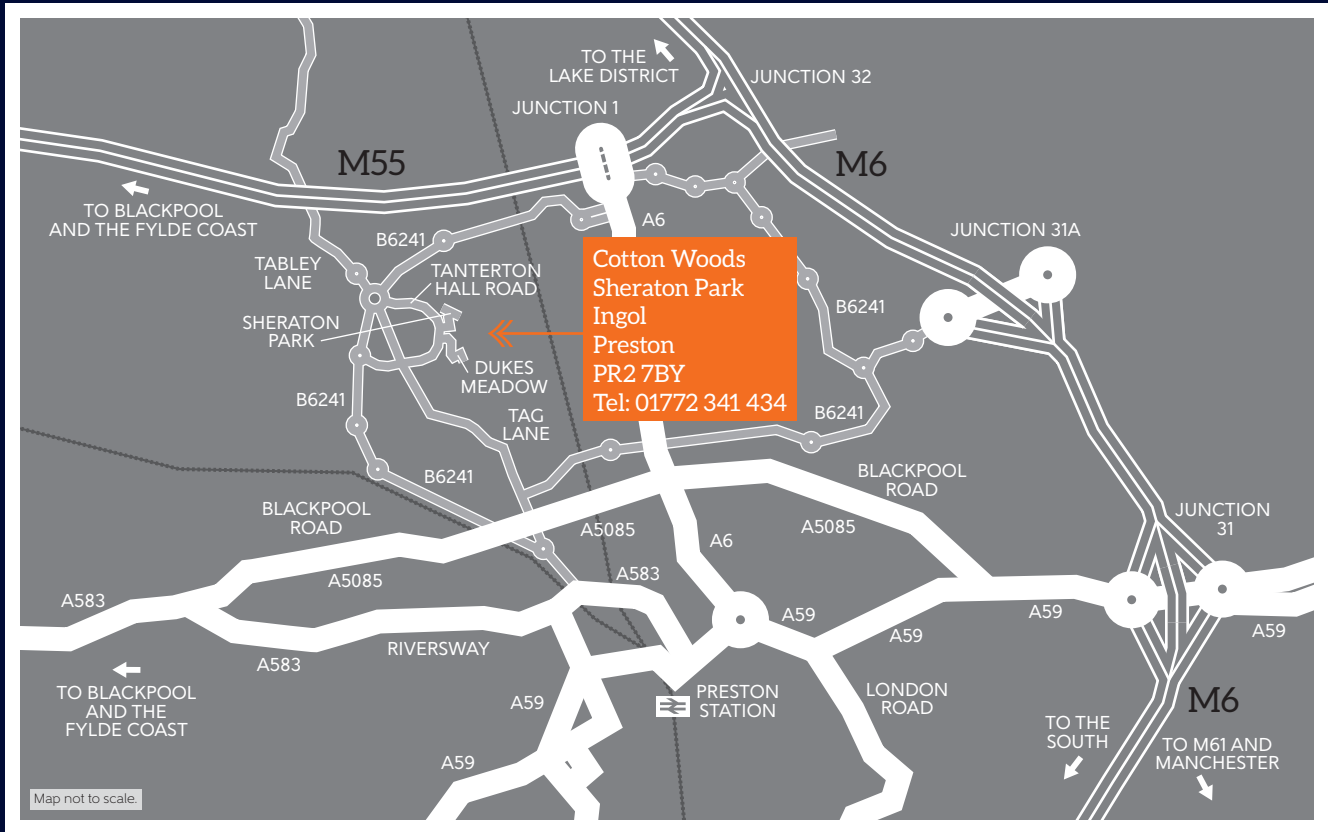 TO THE
LAKE DISTRICT
JUNCTION 32
JUNCTION 1
M55
M6
TO BLACKPOOL
AND THE FYLDE COAST
A6
B6241
JUNCTION 31A
TABLEY
LANE
TANTERTON
HALL ROAD
Cotton Woods
Sheraton Park
Ingol
Preston
PR2 7BY
Tel: 01772 341 434
B6241
SHERATON
PARK
DUKES
MEADOW
B6241
TAG
LANE
B6241
B6241
BLACKPOOL
ROAD
BLACKPOOL
ROAD
A5085
A5085
JUNCTION
31
A6
A5085
A583
A583
A59
A59
A59
A59
RIVERSWAY
A583
TO BLACKPOOL
AND THE
FYLDE COAST
A59
PRESTON
STATION
LONDON
ROAD
M6
TO THE
SOUTH
TO M61 AND
MANCHESTER
A59
Map not to scale.